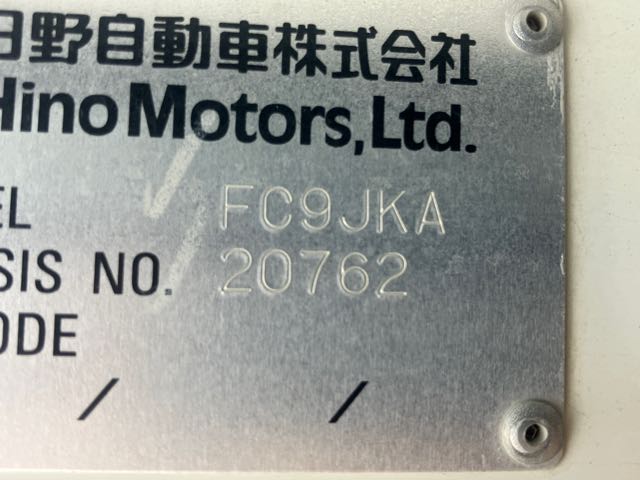 日野自動車株式会社
Hino Motors, Ltd.
EL FC9JKA
SIS NO. 20762
ODE
/ /